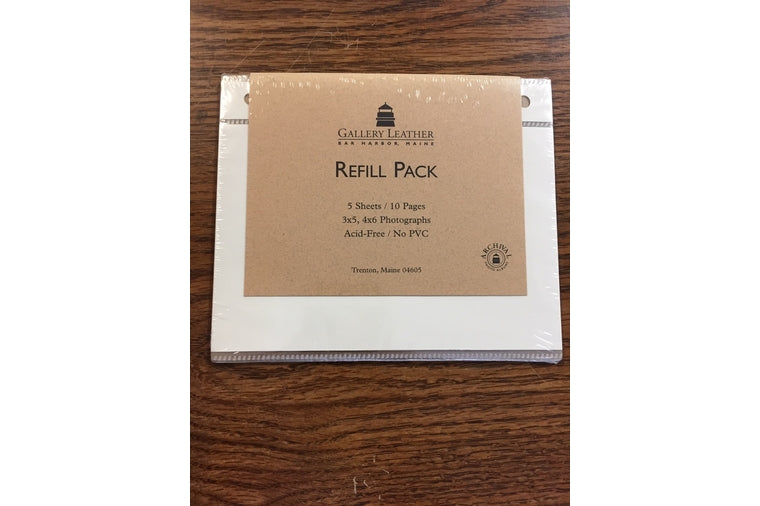 GALLERY LEATHER
BAR HARBOR, MAINE
REFILL PACK
5 Sheets / 10 Pages
3x5, 4x6 Photographs
Acid-Free / No PVC
ARCHIVAL
Trenton, Maine 04605